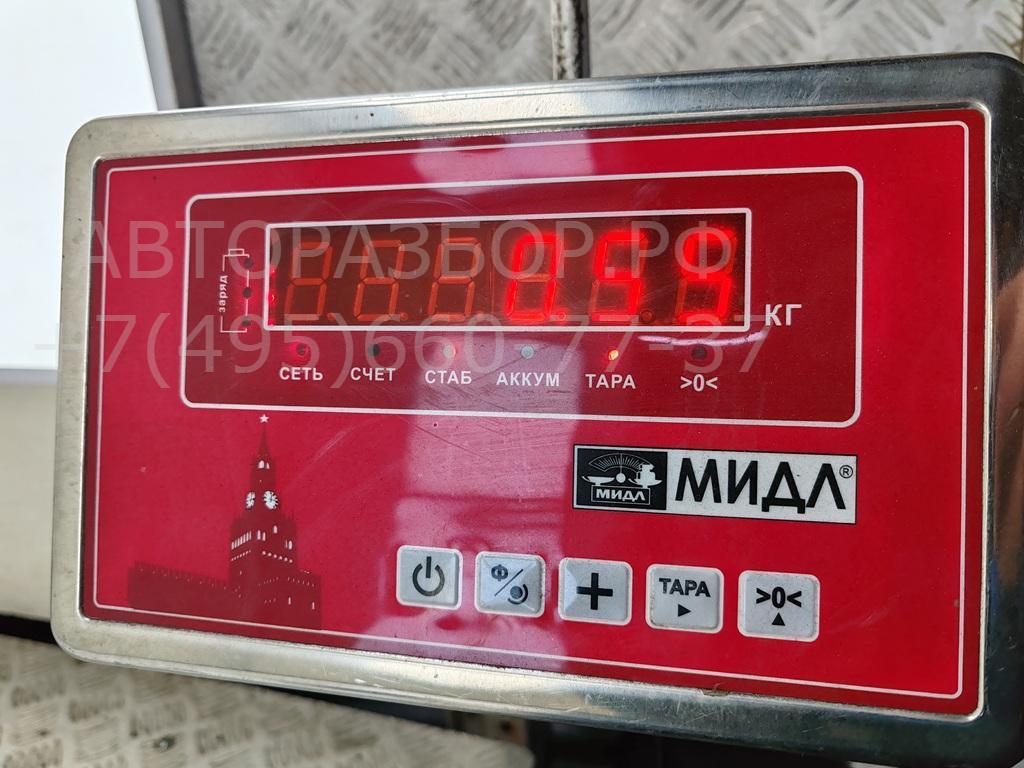 АВТОРАЗБОР.РФ
+7(495)660-77-37
заряд
0.59
КГ
СЕТЬ СЧЕТ СТАБ АККУМ ТАРА >0<
МИДЛ МИДЛ®
Ф ТАРА >0<